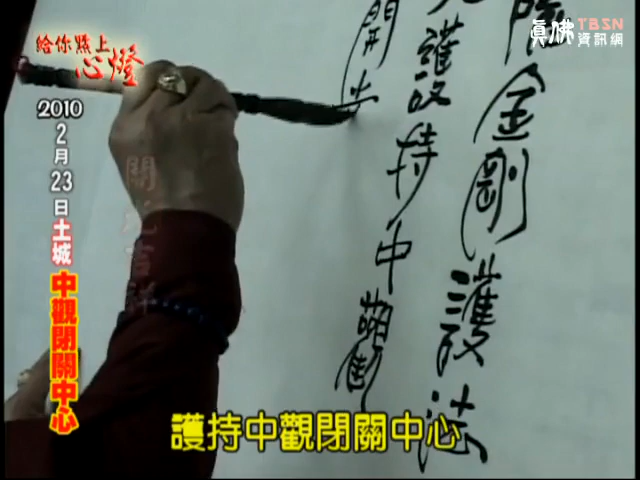 給你點上
心燈
2010
2月23日土城
中觀閉關中心
真佛 TBSN
資訊網
金剛護法
護持中觀
護持中觀閉關中心